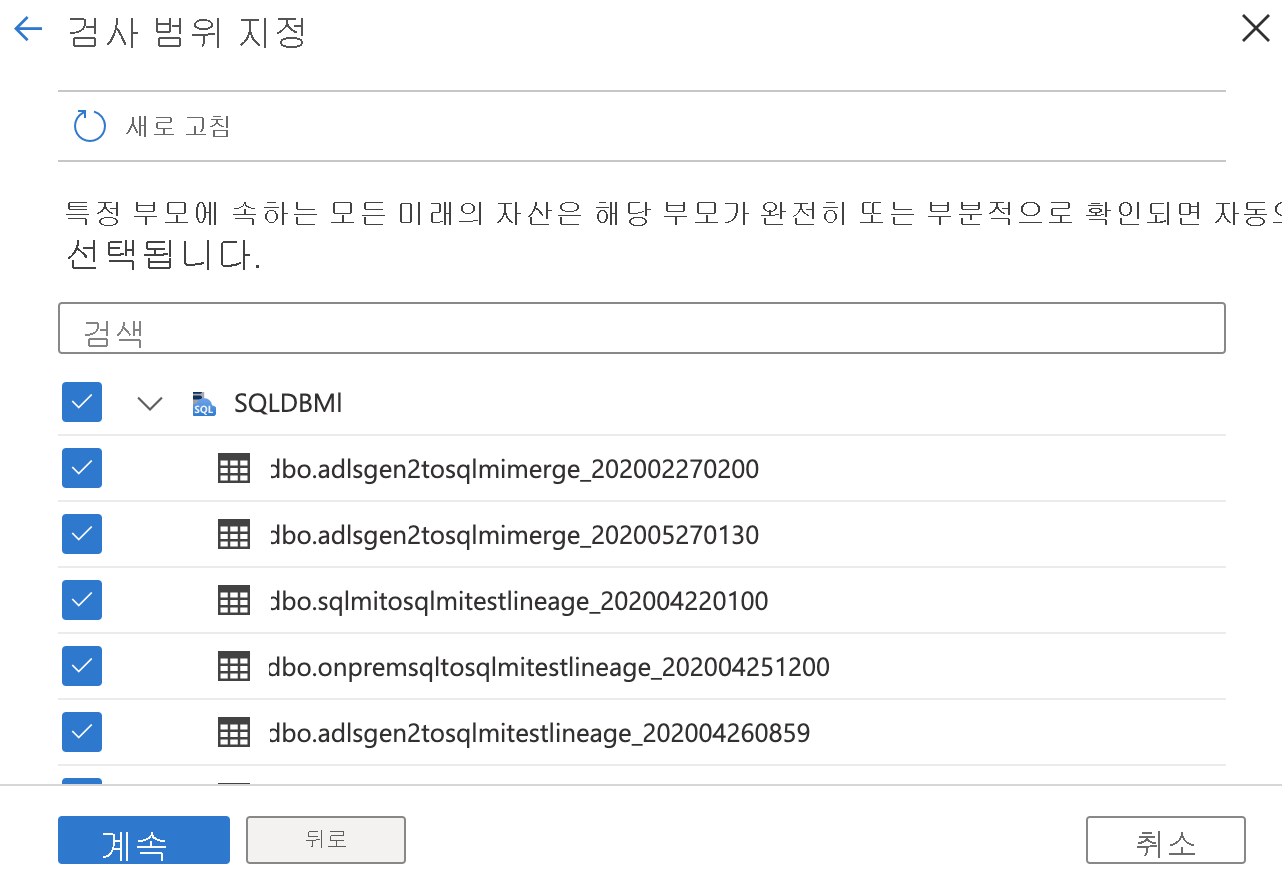 검사 범위 지정
새로 고침
특정 부모에 속하는 모든 미래의 자산은 해당 부모가 완전히 또는 부분적으로 확인되면 자동으
선택됩니다.
검색
SQL SQLDBMI
dbo.adlsgen2tosqlmimerge_202002270200
dbo.adlsgen2tosqlmimerge_202005270130
dbo.sqlmitosqlmitestlineage_202004220100
dbo.onpremsqltosqlmitestlineage_202004251200
dbo.adlsgen2tosqlmitestlineage_202004260859
계속 뒤로 취소